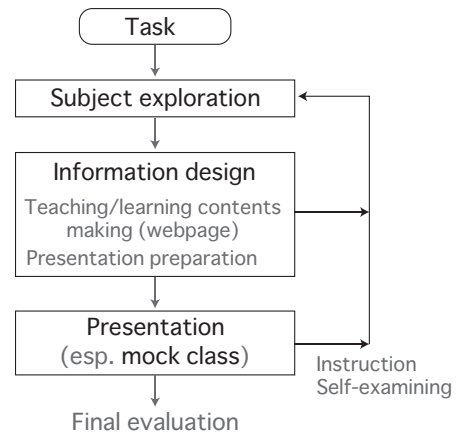 Task
Subject exploration
Information design
Teaching/learning contents
making (webpage)
Presentation preparation
Presentation
(esp. mock class)
Instruction
Self-examining
Final evaluation